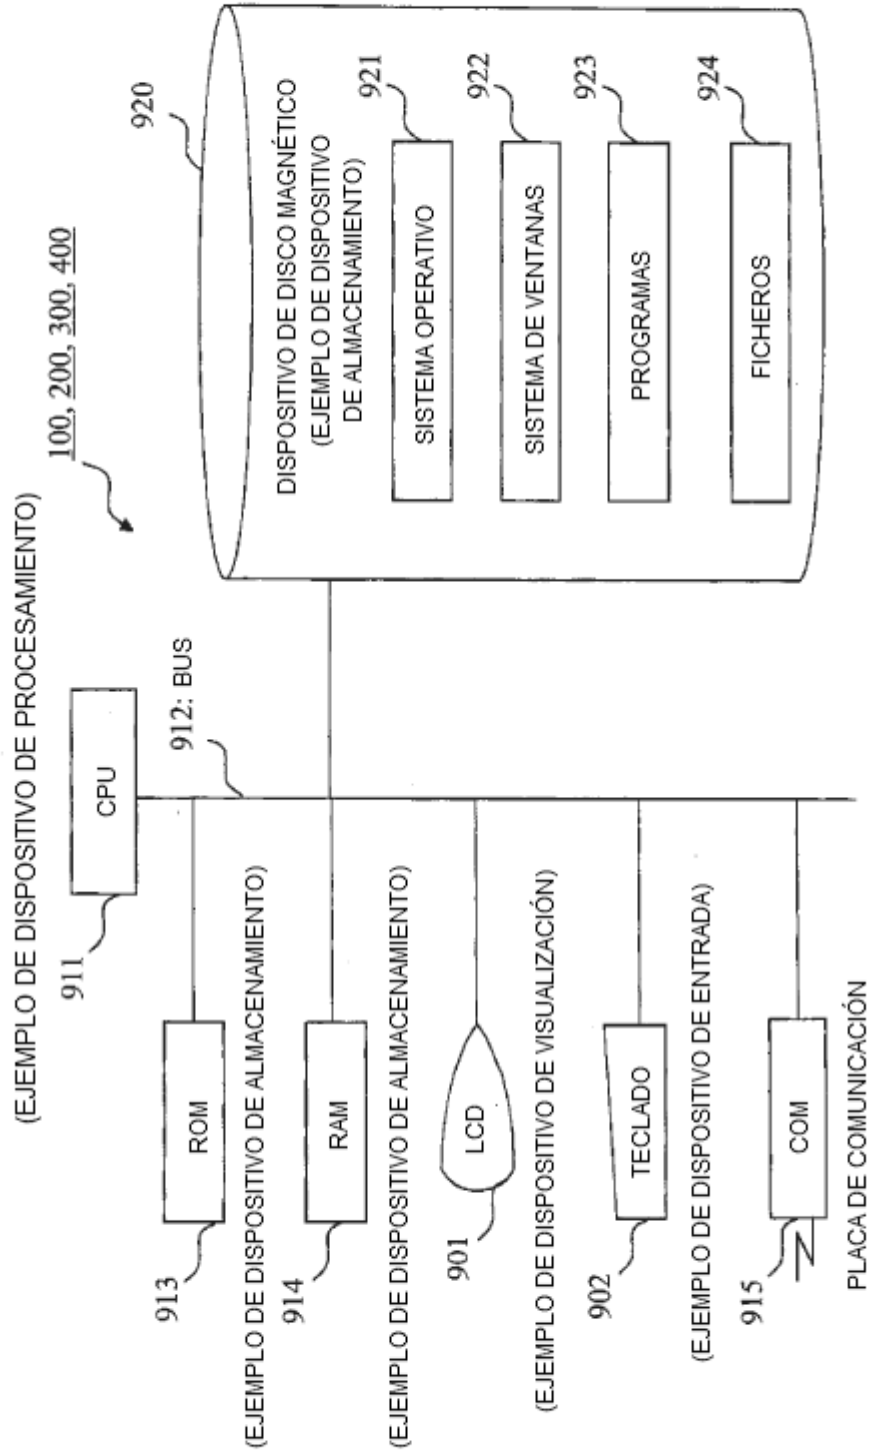 (EJEMPLO DE DISPOSITIVO DE PROCESAMIENTO)
100, 200, 300, 400
911
CPU
912: BUS
920
913
ROM
(EJEMPLO DE DISPOSITIVO DE ALMACENAMIENTO)
914
RAM
(EJEMPLO DE DISPOSITIVO DE ALMACENAMIENTO)
901
LCD
(EJEMPLO DE DISPOSITIVO DE VISUALIZACIÓN)
902
TECLADO
(EJEMPLO DE DISPOSITIVO DE ENTRADA)
915
COM
PLACA DE COMUNICACIÓN
DISPOSITIVO DE DISCO MAGNÉTICO
(EJEMPLO DE DISPOSITIVO
DE ALMACENAMIENTO)
SISTEMA OPERATIVO
921
SISTEMA DE VENTANAS
922
PROGRAMAS
923
FICHEROS
924